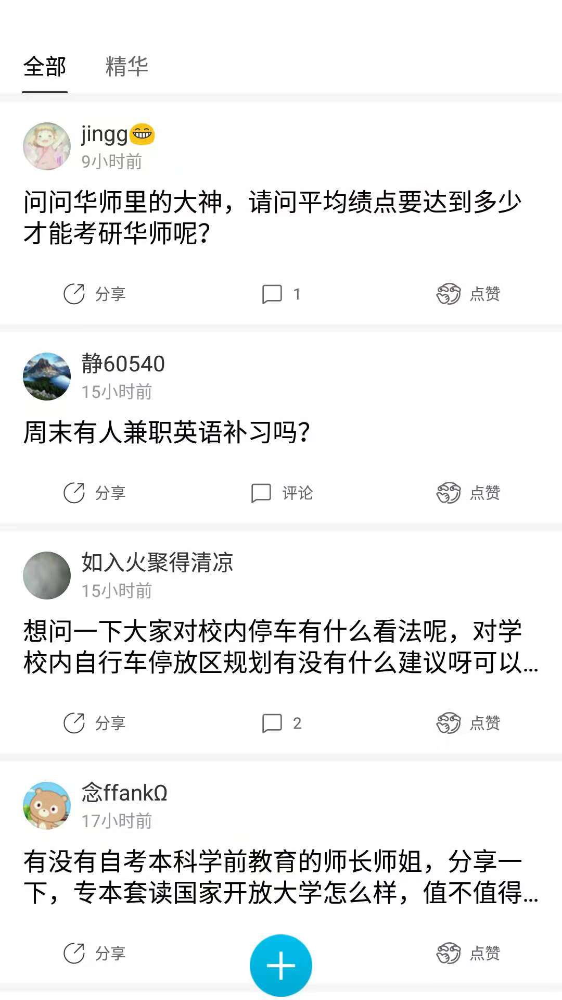 全部 精华
jingg😁
9小时前
问问华师里的大神，请问平均绩点要达到多少
才能考研华师呢？
分享 1 点赞
静60540
15小时前
周末有人兼职英语补习吗？
分享 评论 点赞
如入火聚得清凉
15小时前
想问一下大家对校内停车有什么看法呢，对学
校内自行车停放区规划有没有什么建议呀可以...
分享 2 点赞
念ffankΩ
17小时前
有没有自考本科学前教育的师长师姐，分享一
下，专本套读国家开放大学怎么样，值不值得...
分享 点赞